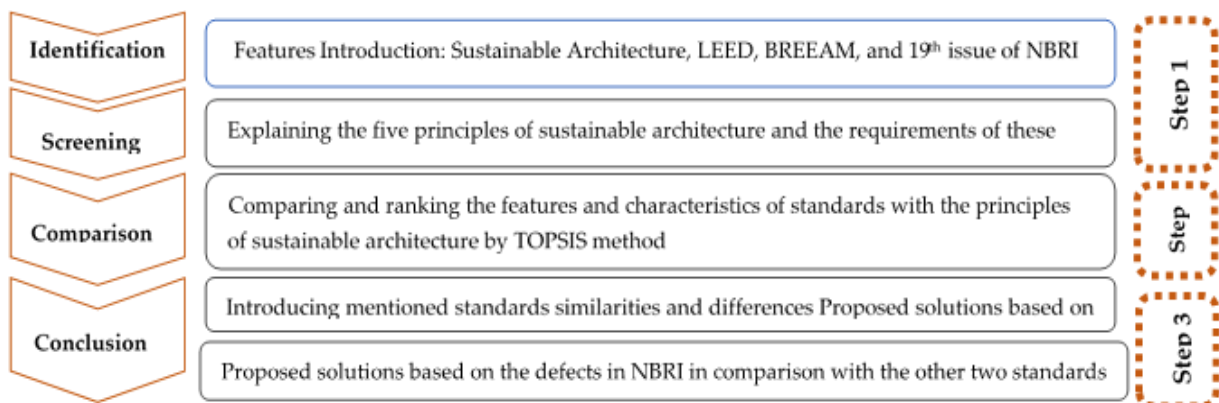 Identification
Features Introduction: Sustainable Architecture, LEED, BREEAM, and 19th issue of NBRI
Step 1
Screening
Explaining the five principles of sustainable architecture and the requirements of these
Comparison
Comparing and ranking the features and characteristics of standards with the principles
of sustainable architecture by TOPSIS method
Step
Conclusion
Introducing mentioned standards similarities and differences Proposed solutions based on
Proposed solutions based on the defects in NBRI in comparison with the other two standards
Step 3